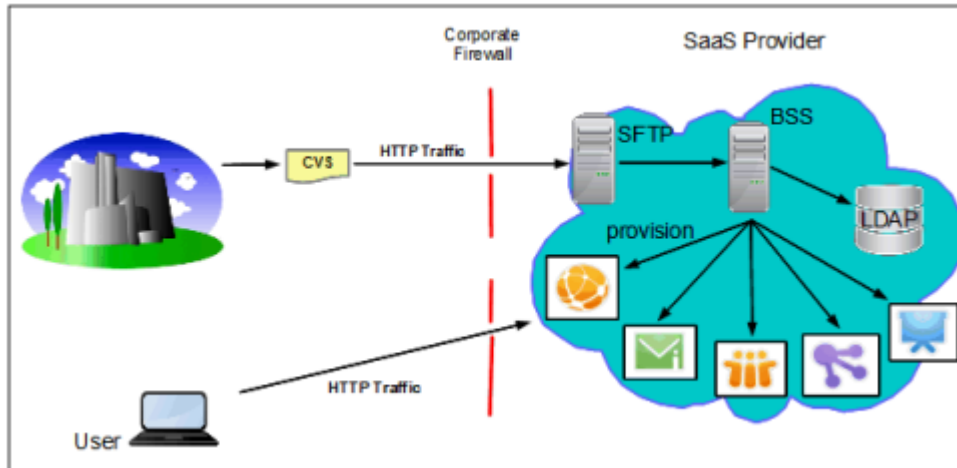 Corporate
Firewall
SaaS Provider
BSS
SFTP
CVS
HTTP Traffic
LDAP
provision
HTTP Traffic
User